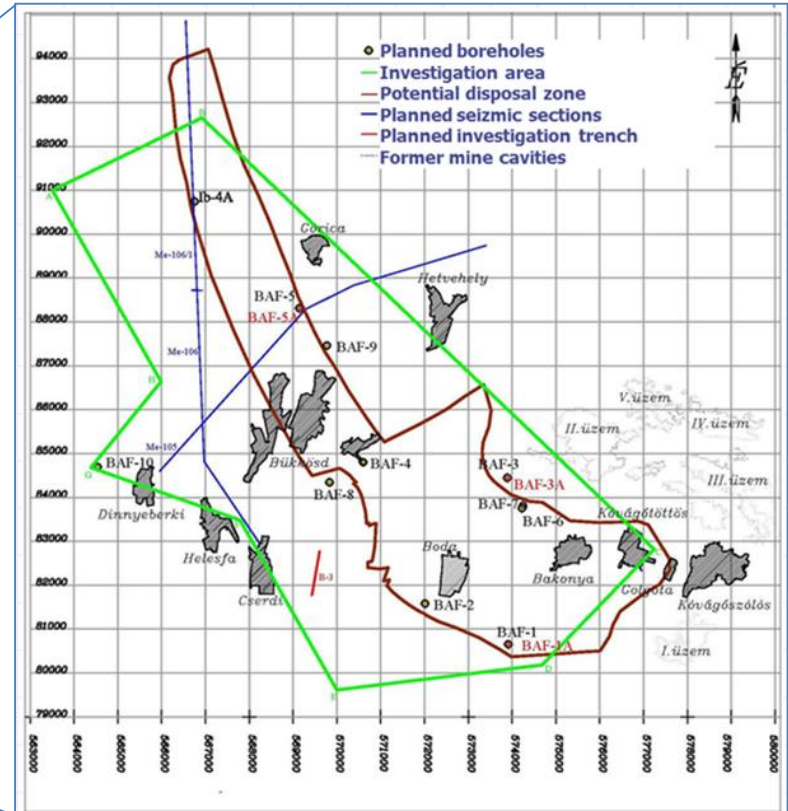 94000
É
Planned boreholes
Investigation area
93000
Potential disposal zone
Planned seizmic sections
92000
Planned investigation trench
Former mine cavities
B
91000
A
Ib-4A
90000
Gorica
Me-106/1
89000
Hetvehely
BAF-5
88000
BAF-5A
BAF-9
87000
Me-106
H
86000
V.üzem
II.üzem
IV.üzem
85000
Me-105
Bükkösd
BAF-4
BAF-3
G
BAF-10
BAF-8
BAF-3A
III.üzem
84000
BAF-7
Dinnyeberki
BAF-6
Kővágótöttös
83000
Helesfa
Boda
C
82000
B-3
Bakonya
Golgota
Cserdi
BAF-2
Kővágószőlős
81000
BAF-1
BAF-1A
I.üzem
80000
D
E
79000
563000
564000
565000
566000
567000
568000
569000
570000
571000
572000
573000
574000
575000
576000
577000
578000
579000
580000